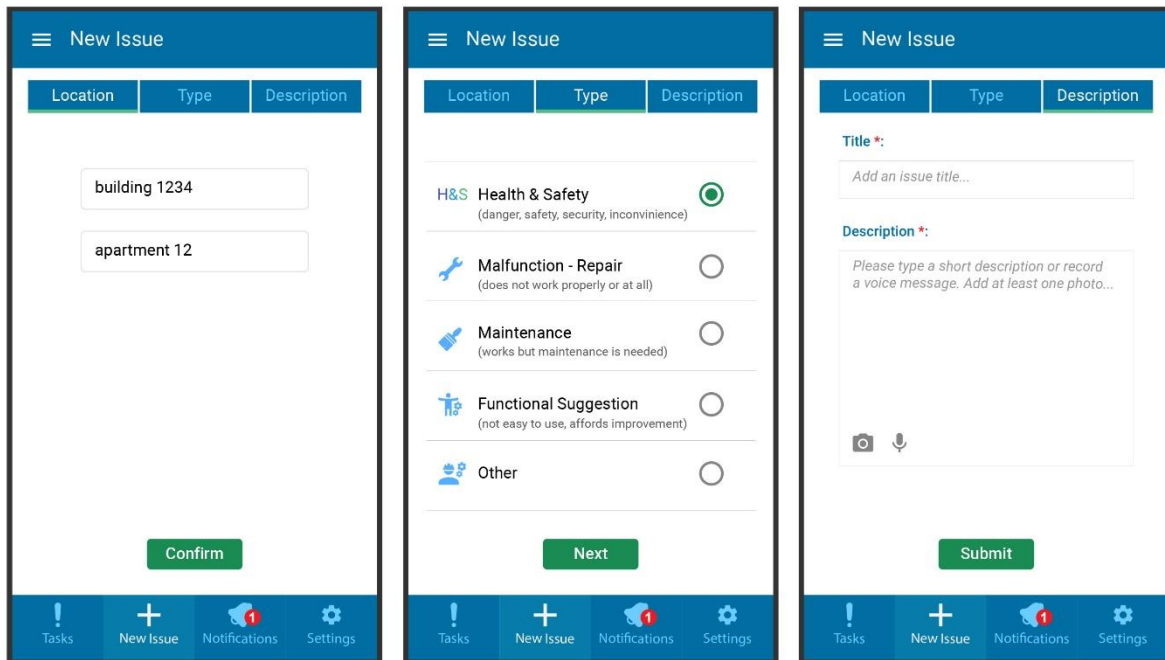 New Issue
Location Type Description
building 1234
apartment 12
Confirm
Tasks New Issue 1 Notifications Settings
New Issue
Location Type Description
H&S Health & Safety
(danger, safety, security, inconvinience)
Malfunction - Repair
(does not work properly or at all)
Maintenance
(works but maintenance is needed)
Functional Suggestion
(not easy to use, affords improvement)
Other
Next
Tasks New Issue 1 Notifications Settings
New Issue
Location Type Description
Title *:
Add an issue title...
Description *:
Please type a short description or record
a voice message. Add at least one photo...
Submit
Tasks New Issue 1 Notifications Settings